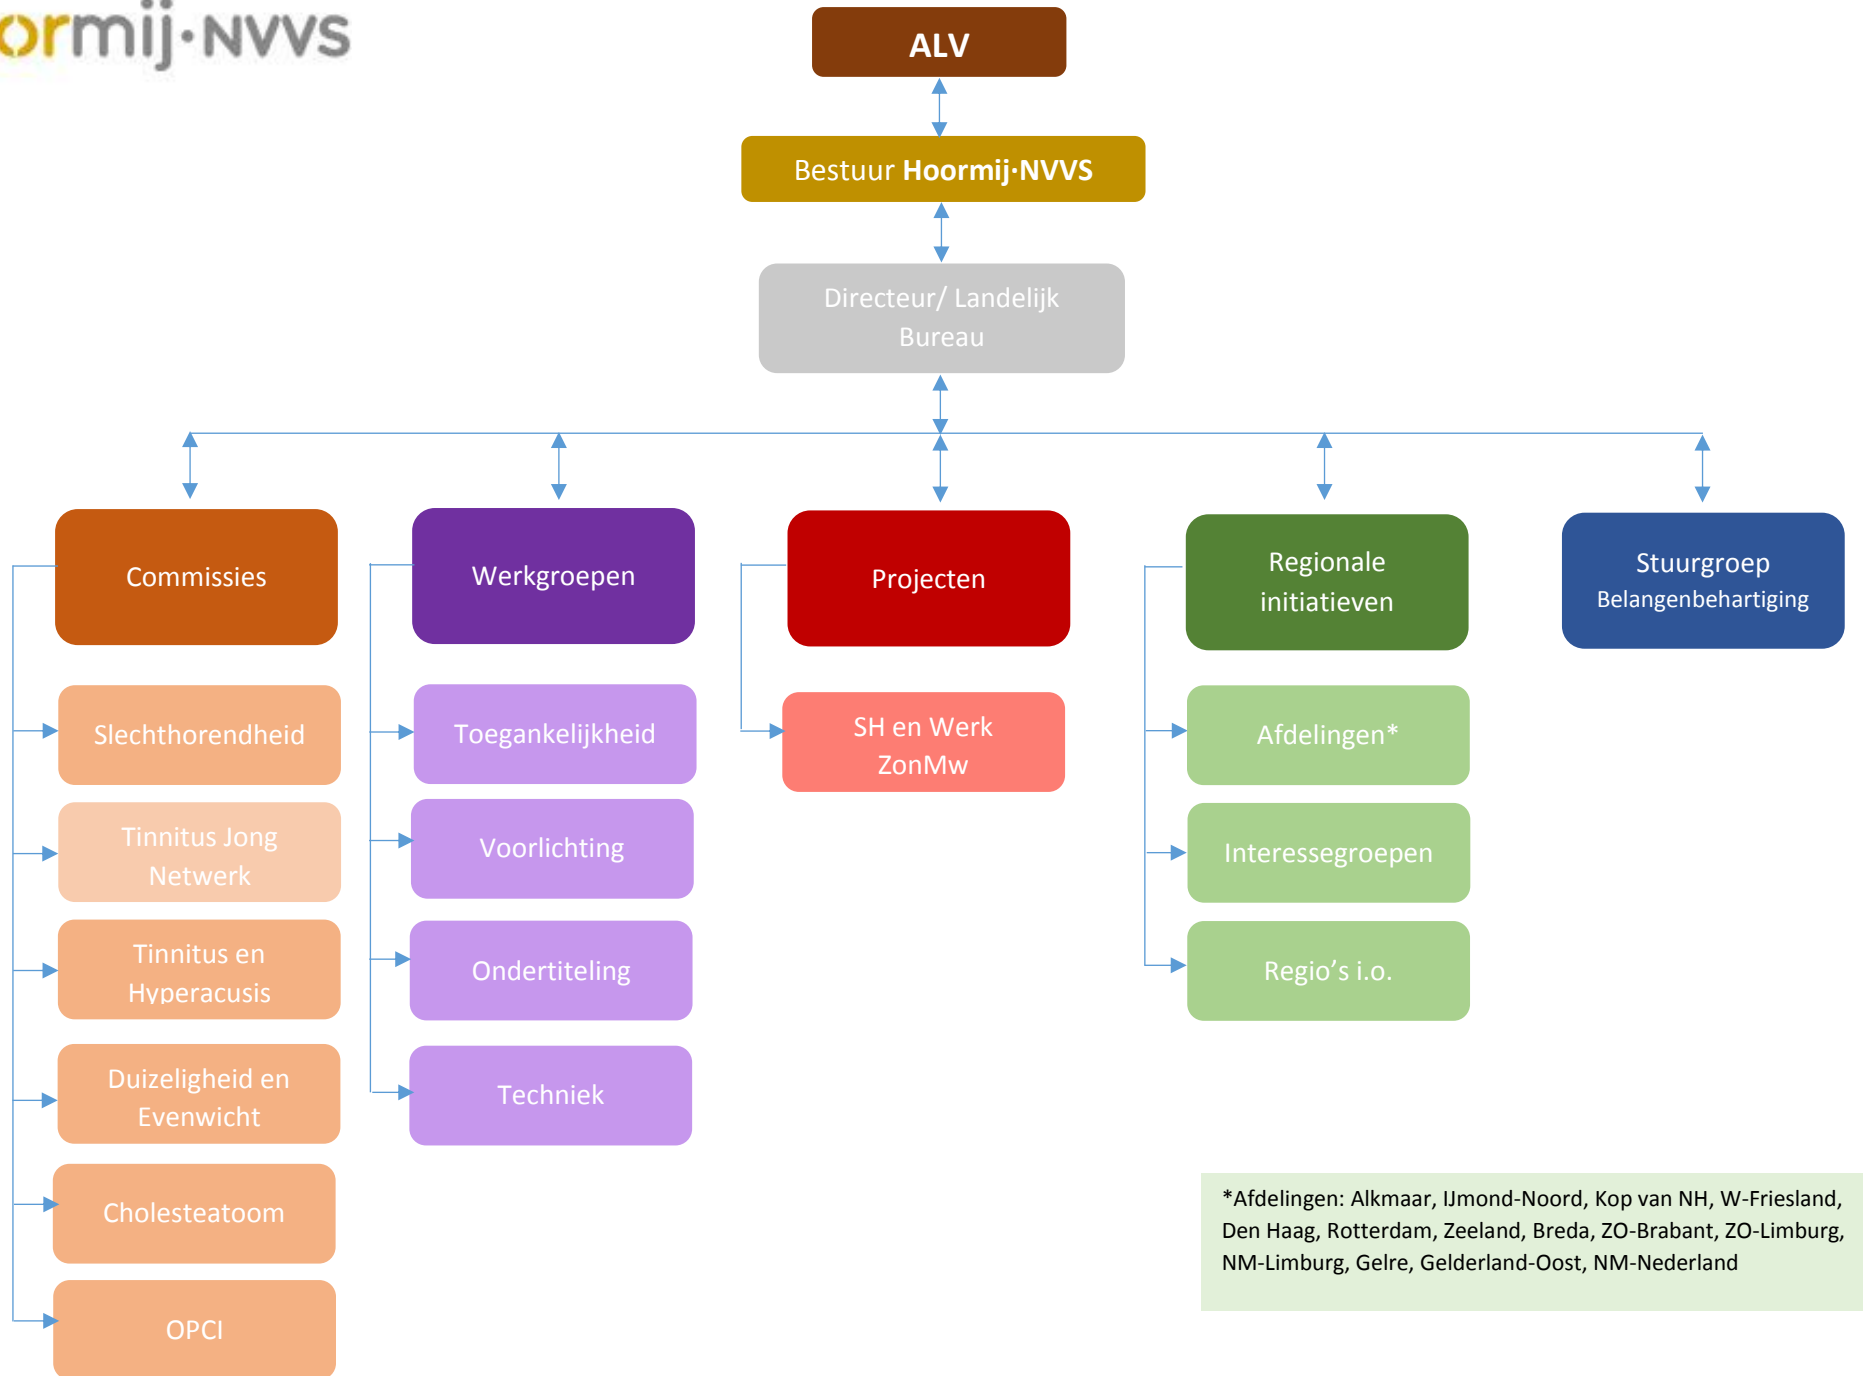 ormij·NVVS
ALV
Bestuur Hoormij·NVVS
Directeur/ Landelijk
Bureau
Commissies
Werkgroepen
Projecten
Regionale
initiatieven
Stuurgroep
Belangenbehartiging
Slechthorendheid
Tinnitus Jong
Netwerk
Tinnitus en
Hyperacusis
Duizeligheid en
Evenwicht
Cholesteatoom
OPCI
Toegankelijkheid
Voorlichting
Ondertiteling
Techniek
SH en Werk
ZonMw
Afdelingen*
Interessegroepen
Regio’s i.o.
*Afdelingen: Alkmaar, IJmond-Noord, Kop van NH, W-Friesland,
Den Haag, Rotterdam, Zeeland, Breda, ZO-Brabant, ZO-Limburg,
NM-Limburg, Gelre, Gelderland-Oost, NM-Nederland